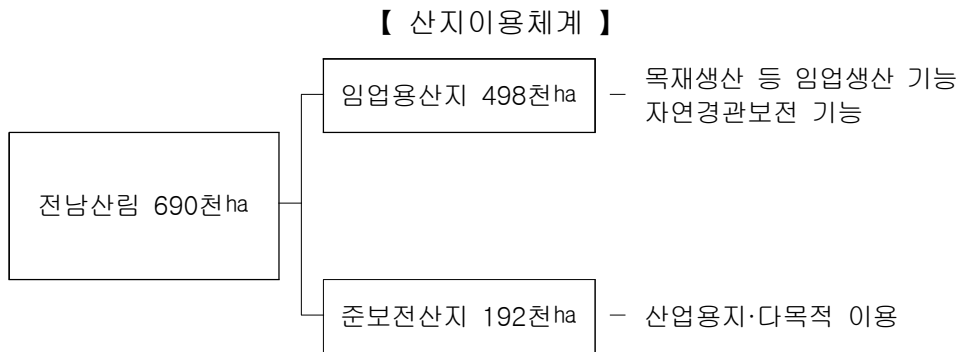 【 산지이용체계 】
임업용산지 498천ha
－ 목재생산 등 임업생산 기능
자연경관보전 기능
전남산림 690천ha
준보전산지 192천ha
－ 산업용지·다목적 이용